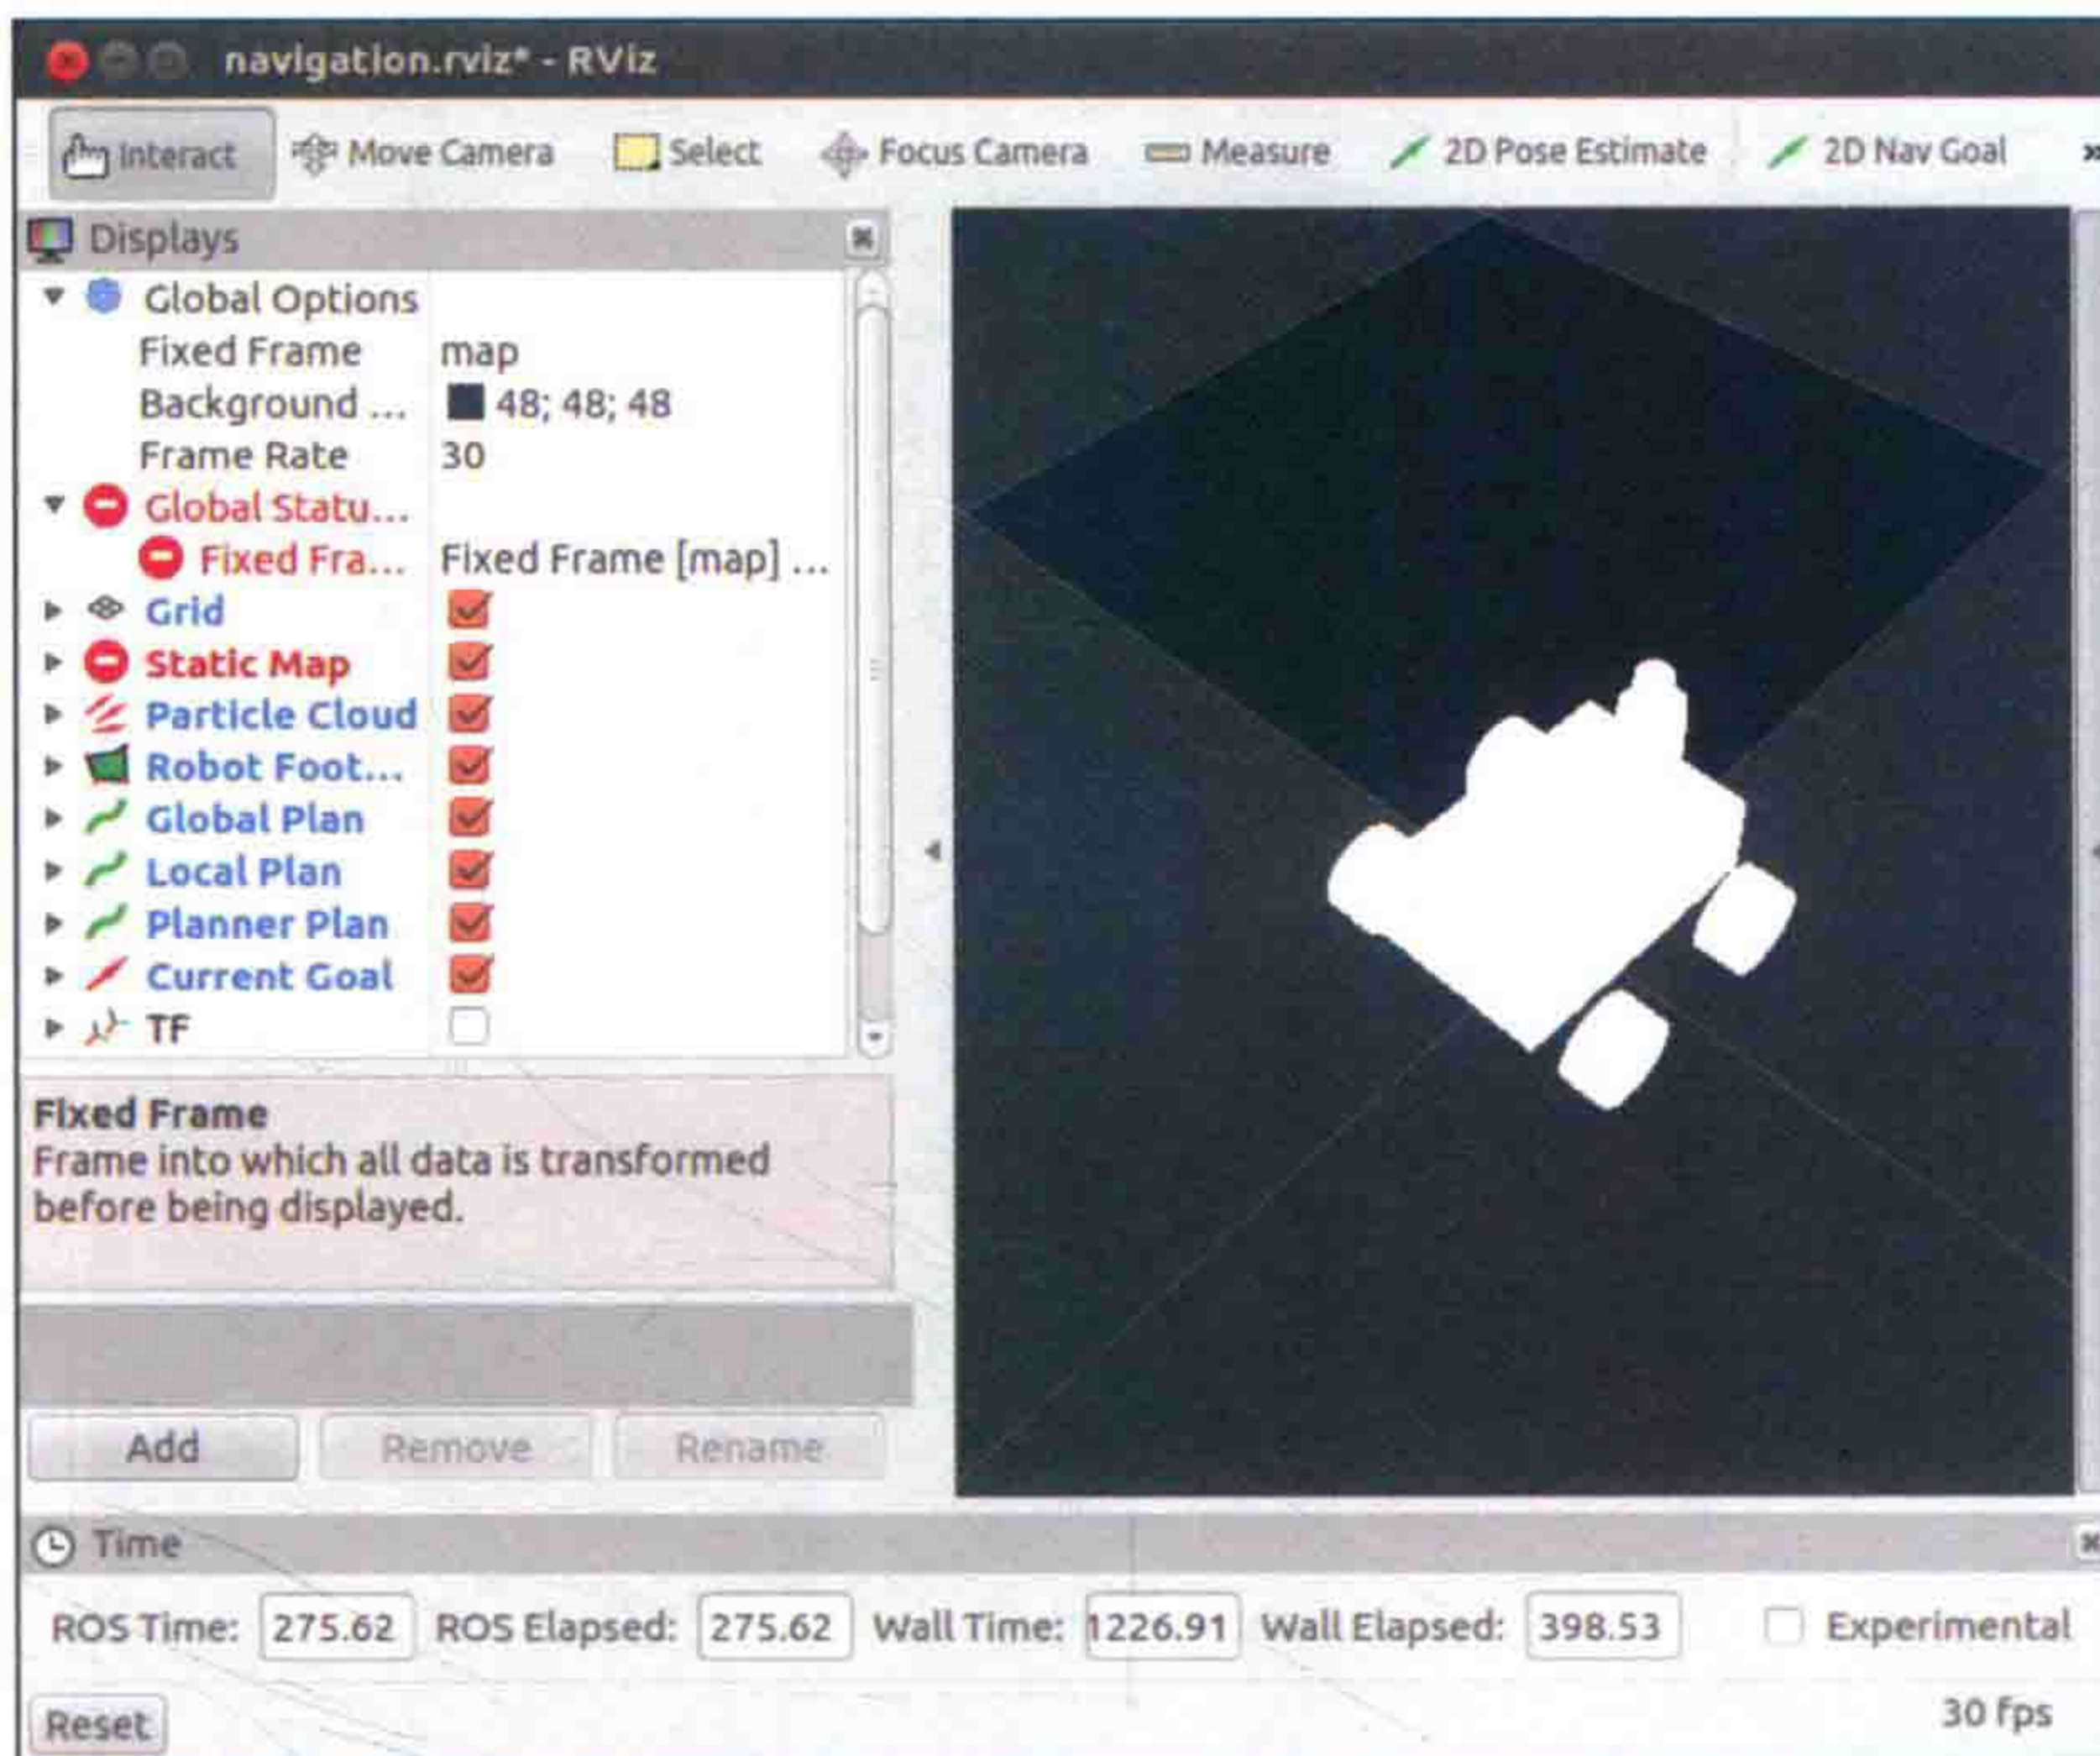 navigation.rviz* - RViz
Interact Move Camera Select Focus Camera Measure 2D Pose Estimate 2D Nav Goal »
Displays
Global Options
Fixed Frame map
Background ... 48; 48; 48
Frame Rate 30
Global Statu...
Fixed Fra... Fixed Frame [map] ...
Grid
Static Map
Particle Cloud
Robot Foot...
Global Plan
Local Plan
Planner Plan
Current Goal
TF
Fixed Frame
Frame into which all data is transformed
before being displayed.
Add Remove Rename
Time
ROS Time: 275.62 ROS Elapsed: 275.62 Wall Time: 1226.91 Wall Elapsed: 398.53 Experimental
Reset 30 fps